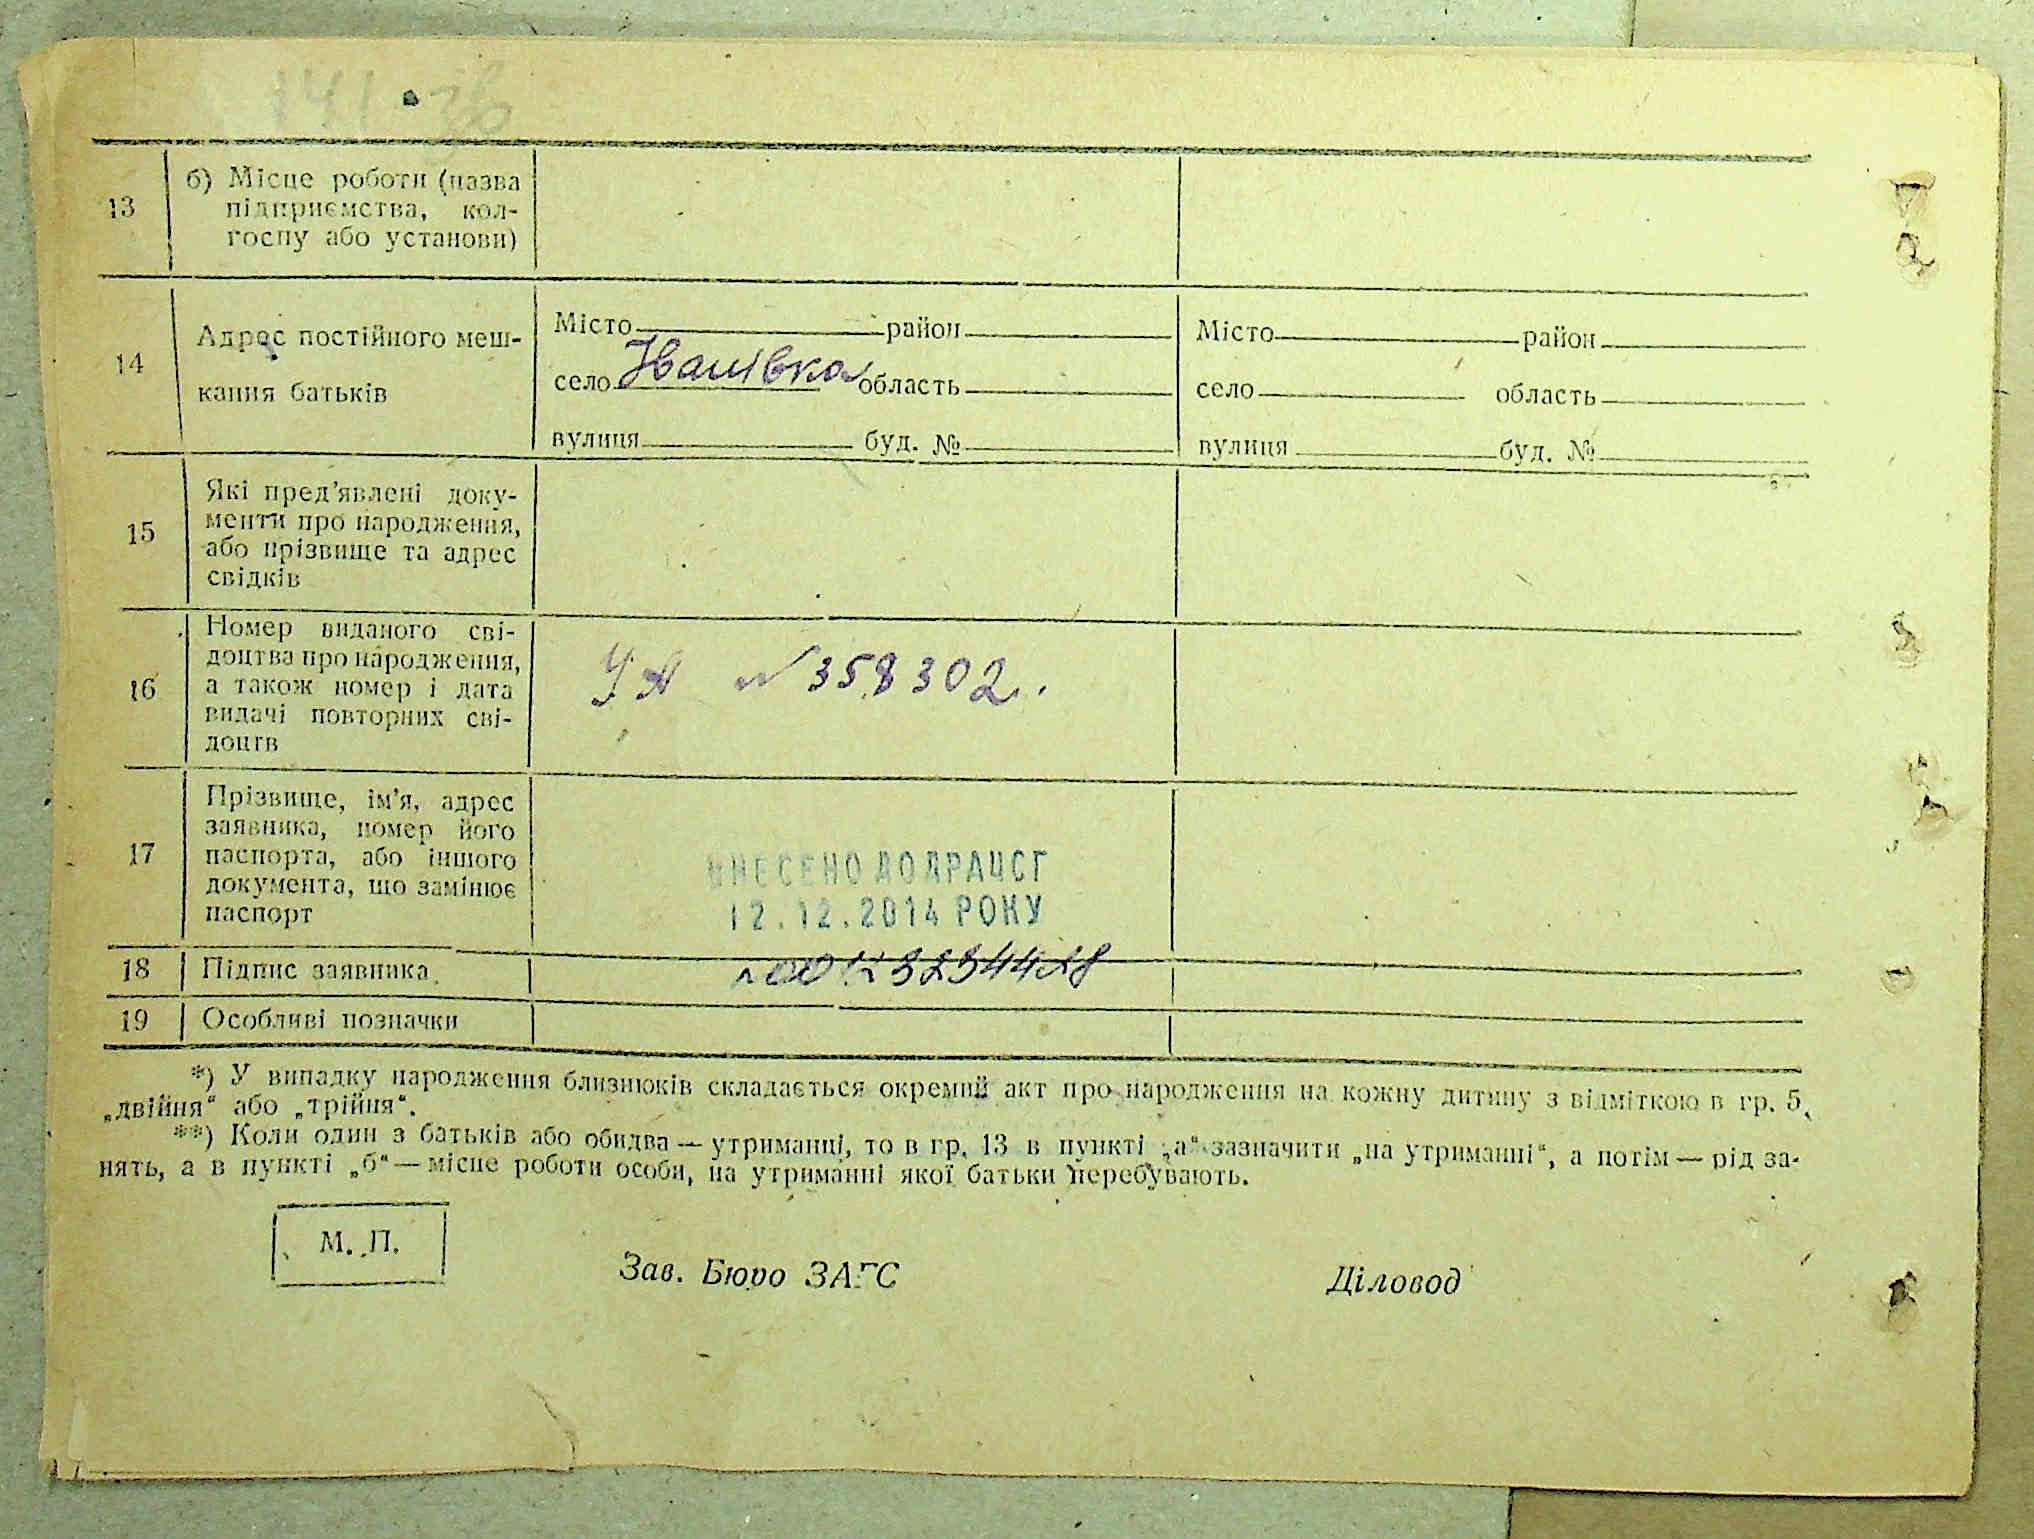 141 зв
13 б) Місце роботи (назва
підприємства, кол-
госпу або установи)
14 Адрес постійного меш-
кання батьків
Місто район
село область
вулиця буд. №
Місто район
село область
вулиця буд. №
15 Які пред'явлені доку-
менти про народження,
або прізвище та адрес
свідків
16 Номер виданого сві-
доцтва про народження,
а також номер і дата
видачі повторних сві-
доцтв
УЯ № 358302.
17 Прізвище, ім'я, адрес
заявника, номер його
паспорта, або іншого
документа, що замінює
паспорт
ВНЕСЕНО ДО ДРАЦСГ
12.12.2014 РОКУ
18 Підпис заявника
19 Особливі позначки
*) У випадку народження близнюків складається окремий акт про народження на кожну дитину з відміткою в гр. 5
„двійня“ або „трійня“.
**) Коли один з батьків або обидва — утриманці, то в гр. 13 в пункті „а“ зазначити „на утриманні“, а потім — рід за-
нять, а в пункті „б“ — місце роботи особи, на утриманні якої батьки перебувають.
М. П.
Зав. Бюро ЗАГС
Діловод